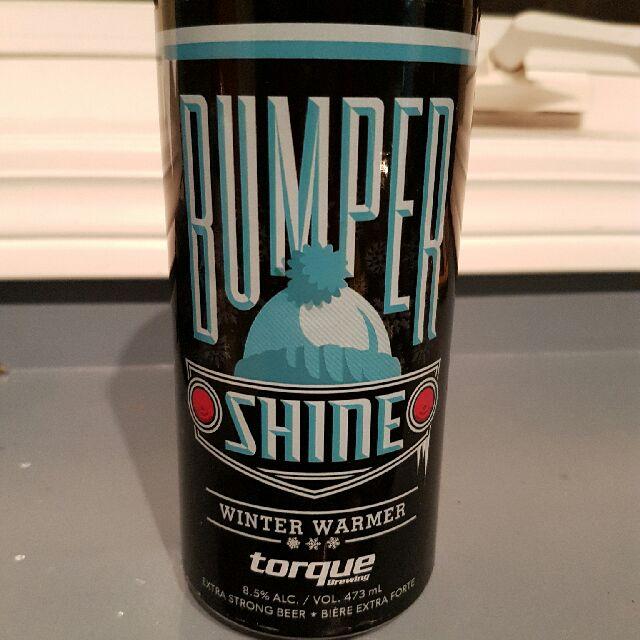 BUMPER
SHINE
WINTER WARMER
torque
Brewing
8.5% ALC. / VOL. 473 mL
EXTRA STRONG BEER * BIÈRE EXTRA FORTE